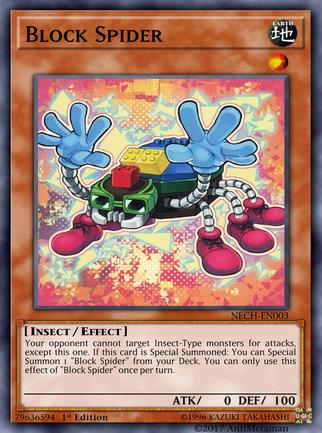 BLOCK SPIDER
EARTH
地
NECH-EN003
[INSECT / EFFECT]
Your opponent cannot target Insect-Type monsters for attacks,
except this one. If this card is Special Summoned: You can Special
Summon 1 "Block Spider" from your Deck. You can only use this
effect of "Block Spider" once per turn.
ATK/ 0 DEF/ 100
79636594 1st Edition ©1996 KAZUKI TAKAHASHI
©2017 AntiMetaman